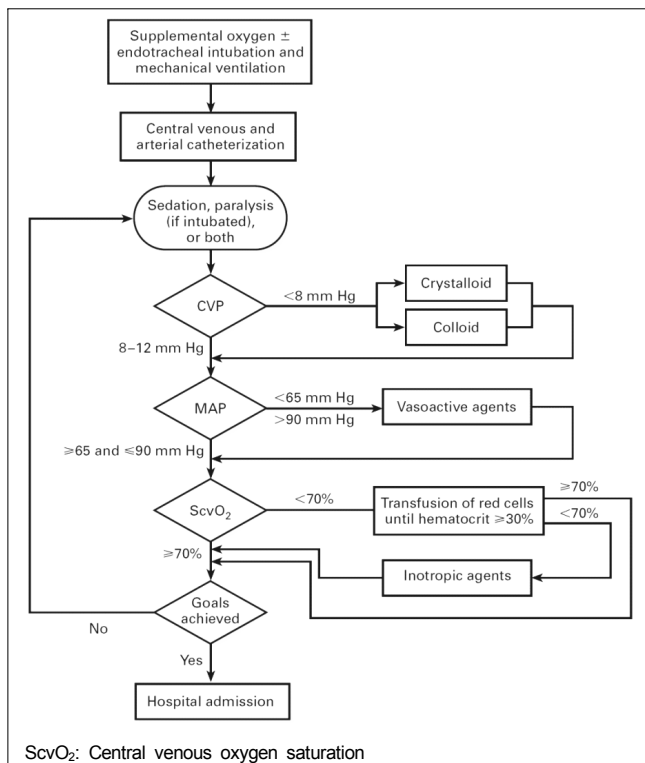 Supplemental oxygen ±
endotracheal intubation and
mechanical ventilation
Central venous and
arterial catheterization
Sedation, paralysis
(if intubated),
or both
CVP
<8 mm Hg
Crystalloid
Colloid
8–12 mm Hg
MAP
<65 mm Hg
>90 mm Hg
Vasoactive agents
≥65 and ≤90 mm Hg
ScvO₂
<70%
Transfusion of red cells
until hematocrit ≥30%
≥70%
<70%
≥70%
Inotropic agents
Goals
achieved
No
Yes
Hospital admission
ScvO₂: Central venous oxygen saturation